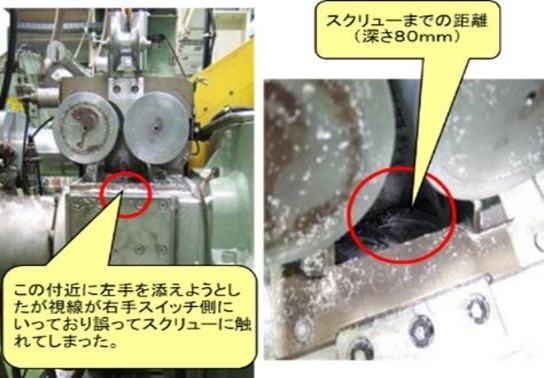 スクリューまでの距離
(深さ80mm)
この付近に左手を添えようとし
たが視線が右手スイッチ側に
いっており誤ってスクリューに触
れてしまった。